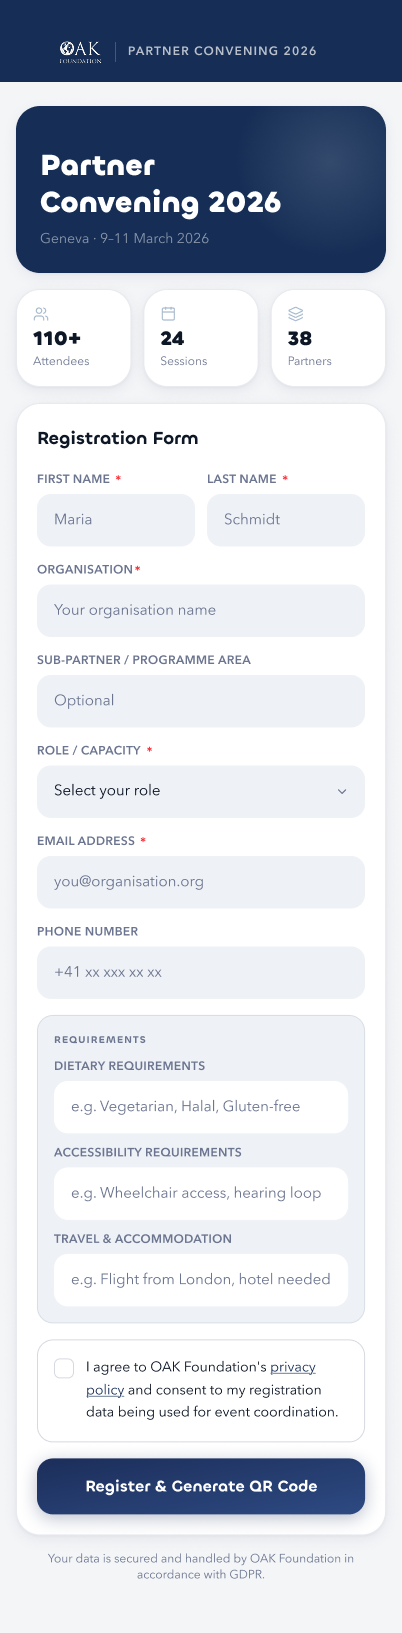 OAK
FOUNDATION
PARTNER CONVENING 2026
Partner
Convening 2026
Geneva · 9–11 March 2026
110+
Attendees
24
Sessions
38
Partners
Registration Form
FIRST NAME *
LAST NAME *
Maria
Schmidt
ORGANISATION*
Your organisation name
SUB-PARTNER / PROGRAMME AREA
Optional
ROLE / CAPACITY *
Select your role
EMAIL ADDRESS *
you@organisation.org
PHONE NUMBER
+41 xx xxx xx xx
REQUIREMENTS
DIETARY REQUIREMENTS
e.g. Vegetarian, Halal, Gluten-free
ACCESSIBILITY REQUIREMENTS
e.g. Wheelchair access, hearing loop
TRAVEL & ACCOMMODATION
e.g. Flight from London, hotel needed
I agree to OAK Foundation's privacy
policy and consent to my registration
data being used for event coordination.
Register & Generate QR Code
Your data is secured and handled by OAK Foundation in
accordance with GDPR.